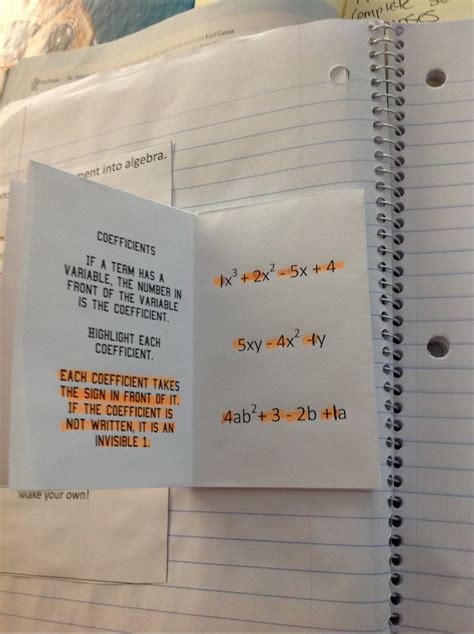 complete
Karl Gauss
ent into algebra.
COEFFICIENTS
IF A TERM HAS A
VARIABLE, THE NUMBER IN
FRONT OF THE VARIABLE
IS THE COEFFICIENT.
HIGHLIGHT EACH
COEFFICIENT.
EACH COEFFICIENT TAKES
THE SIGN IN FRONT OF IT.
IF THE COEFFICIENT IS
NOT WRITTEN, IT IS AN
INVISIBLE 1.
1x³ + 2x² - 5x + 4
5xy - 4x² - 1y
4ab² + 3 - 2b + 1a
Make your own!